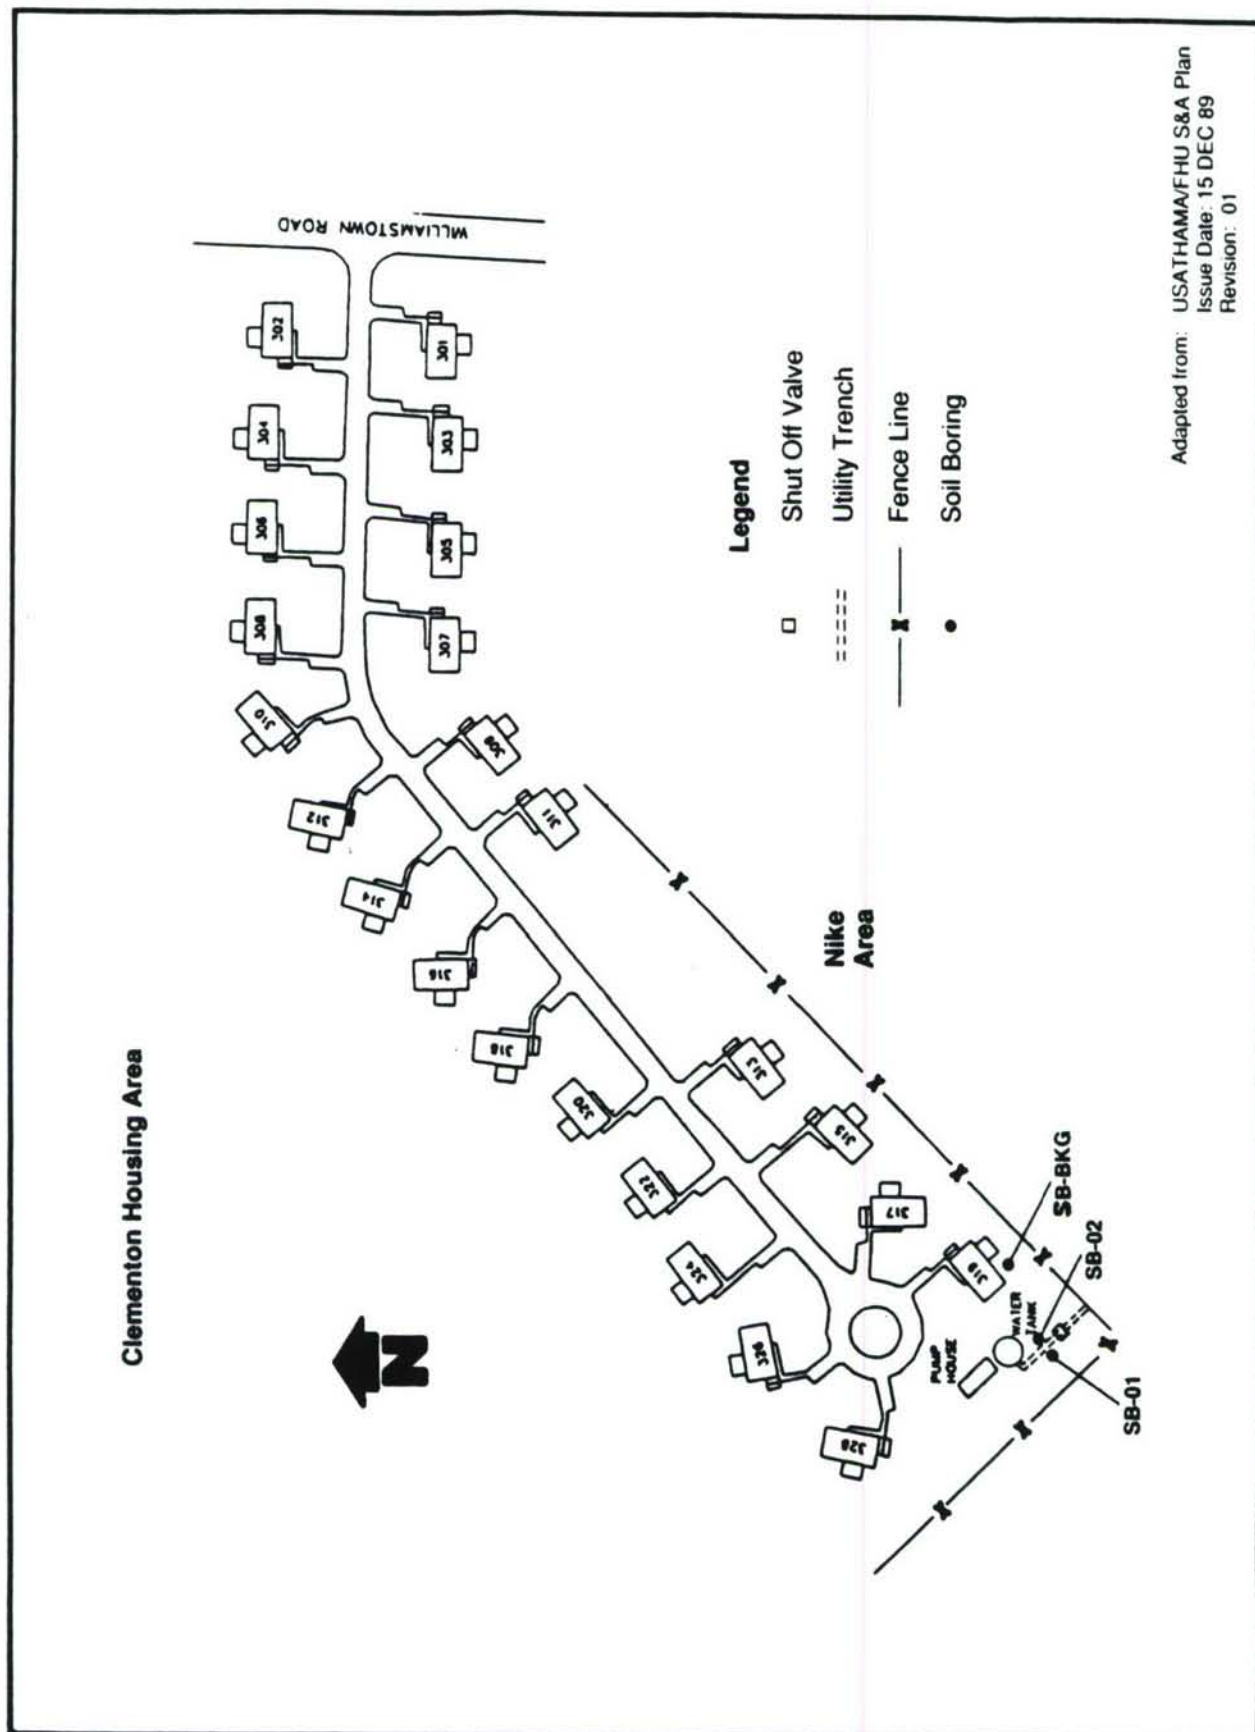 Clementon Housing Area
N
WILLIAMSTOWN ROAD
302
304
306
308
310
312
314
316
318
320
322
324
326
328
301
303
305
307
309
311
313
315
317
319
Nike
Area
PUMP
HOUSE
WATER
TANK
SB-BKG
SB-02
SB-01
Legend
Shut Off Valve
===== Utility Trench
—— x —— Fence Line
Soil Boring
Adapted from: USATHAMA/FHU S&A Plan
Issue Date: 15 DEC 89
Revision: 01